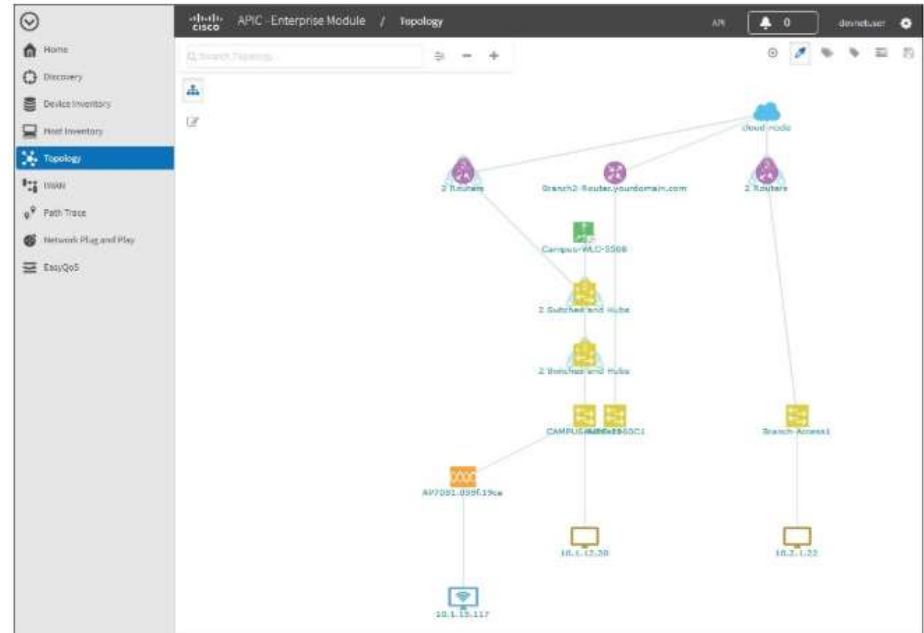 cisco APIC - Enterprise Module / Topology
API
0
devnetuser
Home
Discovery
Device Inventory
Host Inventory
Topology
IWAN
Path Trace
Network Plug and Play
EasyQoS
Search Topology
cloud node
2 Routers
Branch2-Router.yourdomain.com
2 Routers
Campus-WLC-5508
2 Switches and Hubs
2 Switches and Hubs
Branch-Access1
10.1.12.20
10.2.1.22
10.1.15.117